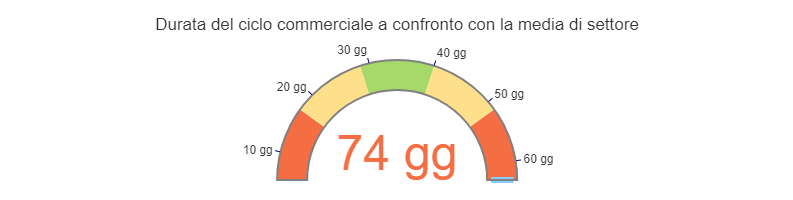 Durata del ciclo commerciale a confronto con la media di settore
30 gg
40 gg
20 gg
50 gg
74 gg
10 gg
60 gg